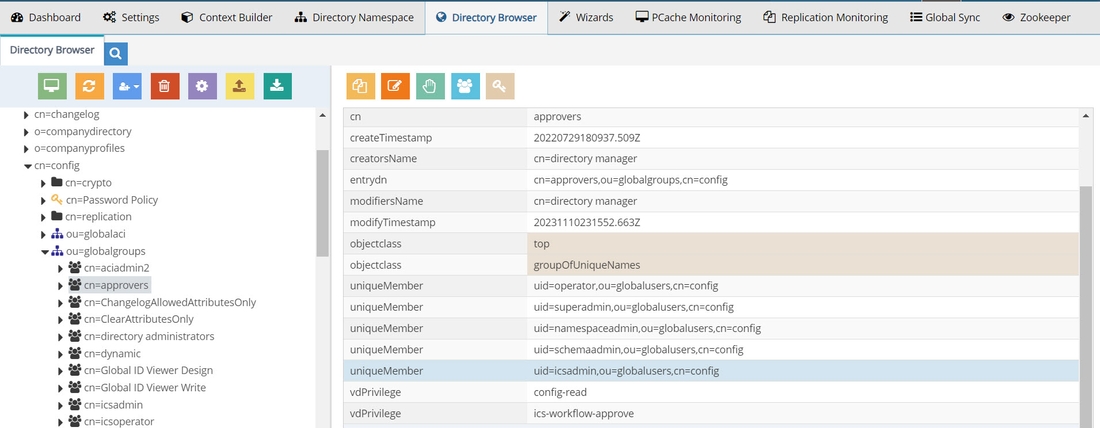 Dashboard Settings Context Builder Directory Namespace Directory Browser Wizards PCache Monitoring Replication Monitoring Global Sync Zookeeper
Directory Browser
cn=changelog
o=companydirectory
o=companyprofiles
cn=config
cn=crypto
cn=Password Policy
cn=replication
ou=globalaci
ou=globalgroups
cn=aciadmin2
cn=approvers
cn=ChangelogAllowedAttributesOnly
cn=ClearAttributesOnly
cn=directory administrators
cn=dynamic
cn=Global ID Viewer Design
cn=Global ID Viewer Write
cn=icsadmin
cn=icsoperator
cn approvers
createTimestamp 20220729180937.509Z
creatorsName cn=directory manager
entrydn cn=approvers,ou=globalgroups,cn=config
modifiersName cn=directory manager
modifyTimestamp 20231110231552.663Z
objectclass top
objectclass groupOfUniqueNames
uniqueMember uid=operator,ou=globalusers,cn=config
uniqueMember uid=superadmin,ou=globalusers,cn=config
uniqueMember uid=namespaceadmin,ou=globalusers,cn=config
uniqueMember uid=schemaadmin,ou=globalusers,cn=config
uniqueMember uid=icsadmin,ou=globalusers,cn=config
vdPrivilege config-read
vdPrivilege ics-workflow-approve